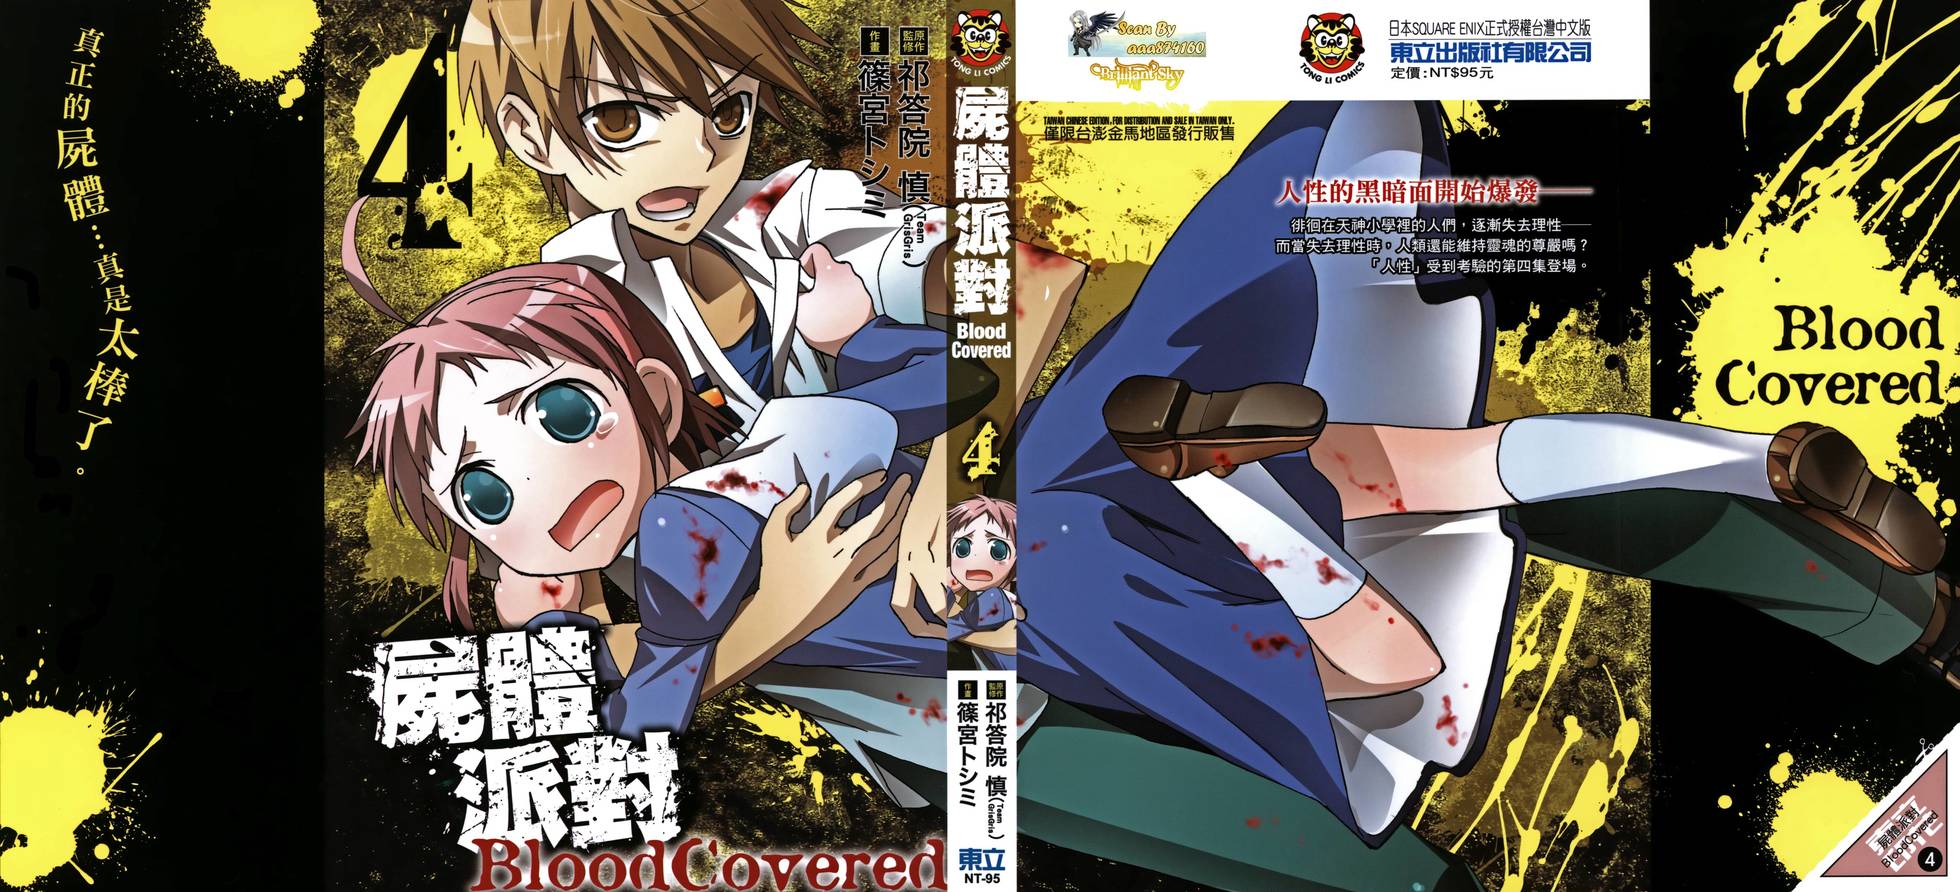 真正的屍體…真是太棒了。
4
原作
監修
祁答院 慎
(Team GrisGris)
作畫
篠宮トシミ
屍體
派對
BloodCovered
TONG LI COMICS
屍體派對
Blood
Covered
4
原作
監修
祁答院 慎
(Team GrisGris)
作畫
篠宮トシミ
東立
NT-95
Scan By
aaa874160
BrilliantSky
TONG LI COMICS
日本SQUARE ENIX正式授權台灣中文版
東立出版社有限公司
定價:NT$95元
TAIWAN CHINESE EDITION, FOR DISTRIBUTION AND SALE IN TAIWAN ONLY.
僅限台澎金馬地區發行販售
人性的黑暗面開始爆發——
徘徊在天神小學裡的人們，逐漸失去理性——
而當失去理性時，人類還能維持靈魂的尊嚴嗎？
「人性」受到考驗的第四集登場。
Blood
Covered
屍體派對
BloodCovered
4